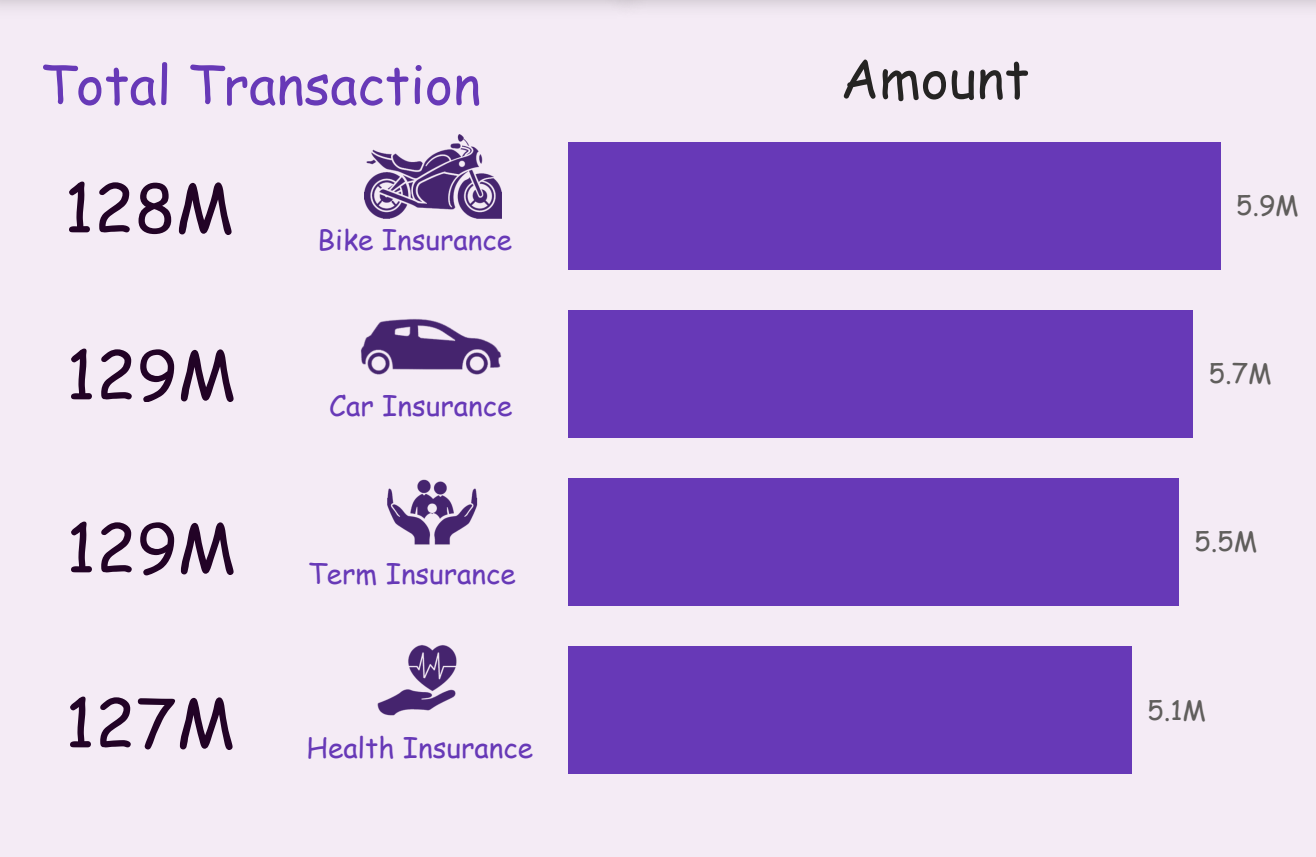 Total Transaction
Amount
128M
Bike Insurance
5.9M
129M
Car Insurance
5.7M
129M
Term Insurance
5.5M
127M
Health Insurance
5.1M